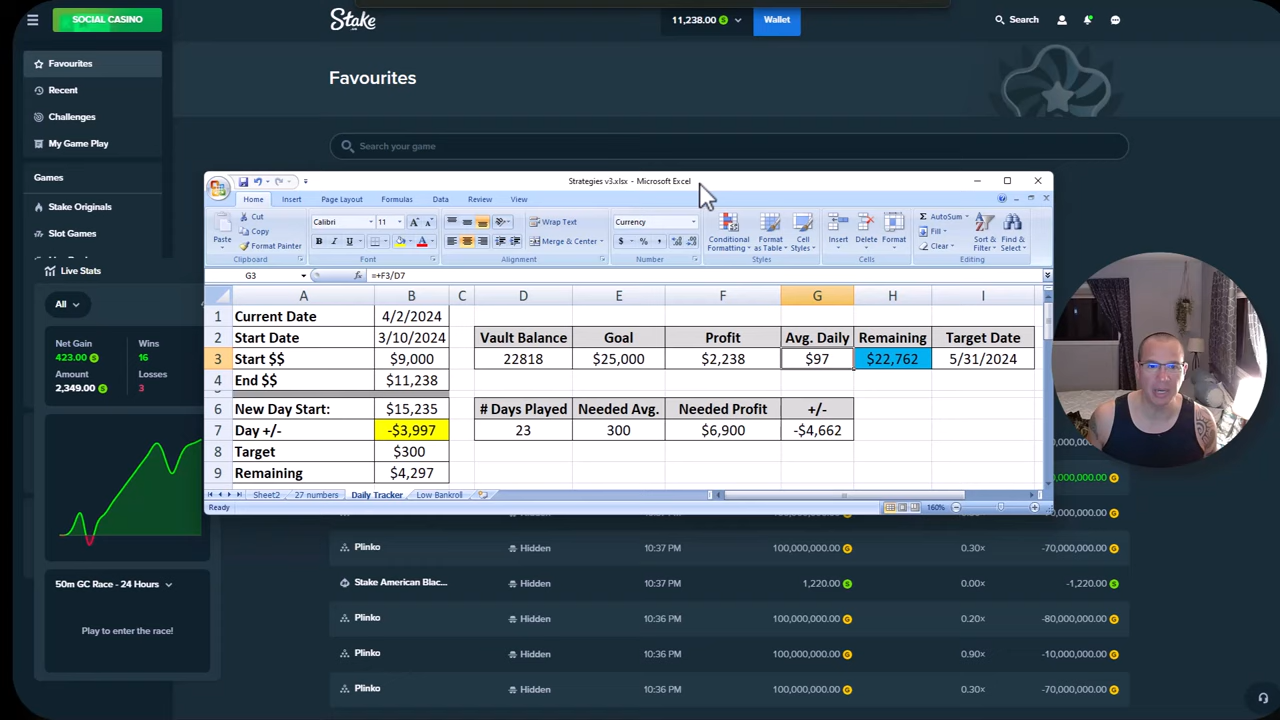 SOCIAL CASINO
Stake
11,238.00
Wallet
Search
Favourites
Recent
Challenges
My Game Play
Games
Stake Originals
Slot Games
Favourites
Search your game
Live Stats
All
Net Gain
423.00
Wins
16
Amount
2,349.00
Losses
3
50m GC Race - 24 Hours
Play to enter the race!
Strategies v3.xlsx - Microsoft Excel
Home Insert Page Layout Formulas Data Review View
Paste
Cut
Copy
Format Painter
Clipboard
Calibri 11
B I U
Font
Wrap Text
Merge & Center
Alignment
Currency
$ % ,
Number
Conditional Formatting
Format as Table
Cell Styles
Styles
Insert Delete Format
Cells
AutoSum
Fill
Clear
Sort & Filter
Find & Select
Editing
G3 fx =+F3/D7
A B C D E F G H I
1 Current Date 4/2/2024
2 Start Date 3/10/2024 Vault Balance Goal Profit Avg. Daily Remaining Target Date
3 Start $$ $9,000 22818 $25,000 $2,238 $97 $22,762 5/31/2024
4 End $$ $11,238
6 New Day Start: $15,235 # Days Played Needed Avg. Needed Profit +/-
7 Day +/- -$3,997 23 300 $6,900 -$4,662
8 Target $300
9 Remaining $4,297
Sheet2 27 numbers Daily Tracker Low Bankroll
Ready 160%
Plinko Hidden 10:37 PM 100,000,000.00 0.30× -70,000,000.00
Stake American Blac... Hidden 10:37 PM 1,220.00 0.00× -1,220.00
Plinko Hidden 10:36 PM 100,000,000.00 0.20× -80,000,000.00
Plinko Hidden 10:36 PM 100,000,000.00 0.90× -10,000,000.00
Plinko Hidden 10:36 PM 100,000,000.00 0.30× -70,000,000.00